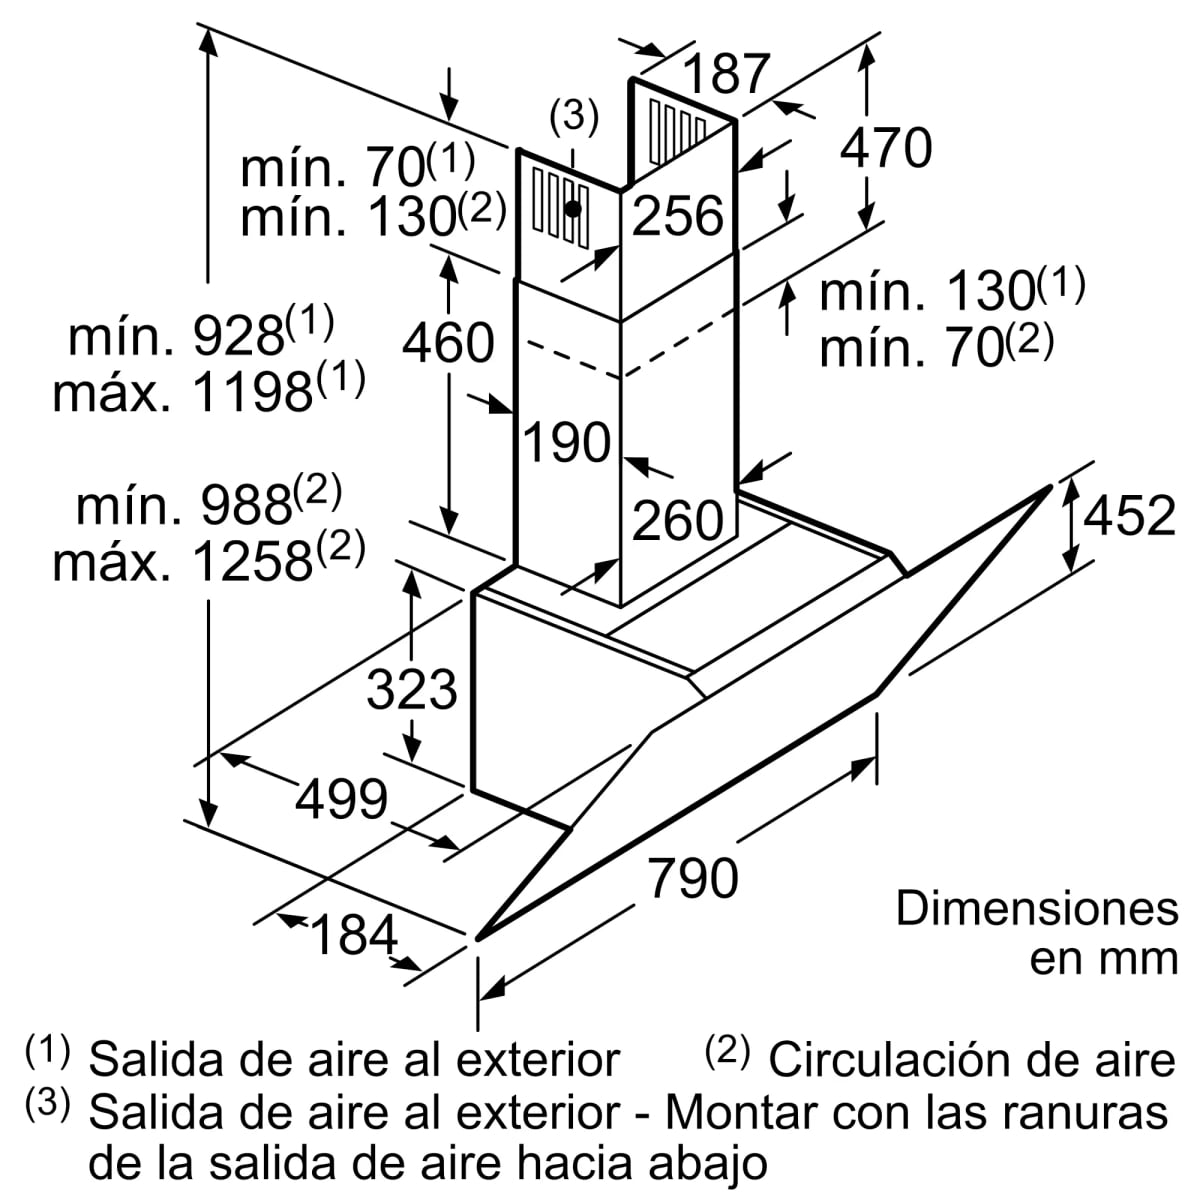 187
(3)
470
mín. 70(1)
mín. 130(2)
256
mín. 130(1)
mín. 70(2)
mín. 928(1)
máx. 1198(1)
460
190
mín. 988(2)
máx. 1258(2)
260
452
323
499
790
184
Dimensiones
en mm
(1) Salida de aire al exterior
(2) Circulación de aire
(3) Salida de aire al exterior - Montar con las ranuras
de la salida de aire hacia abajo